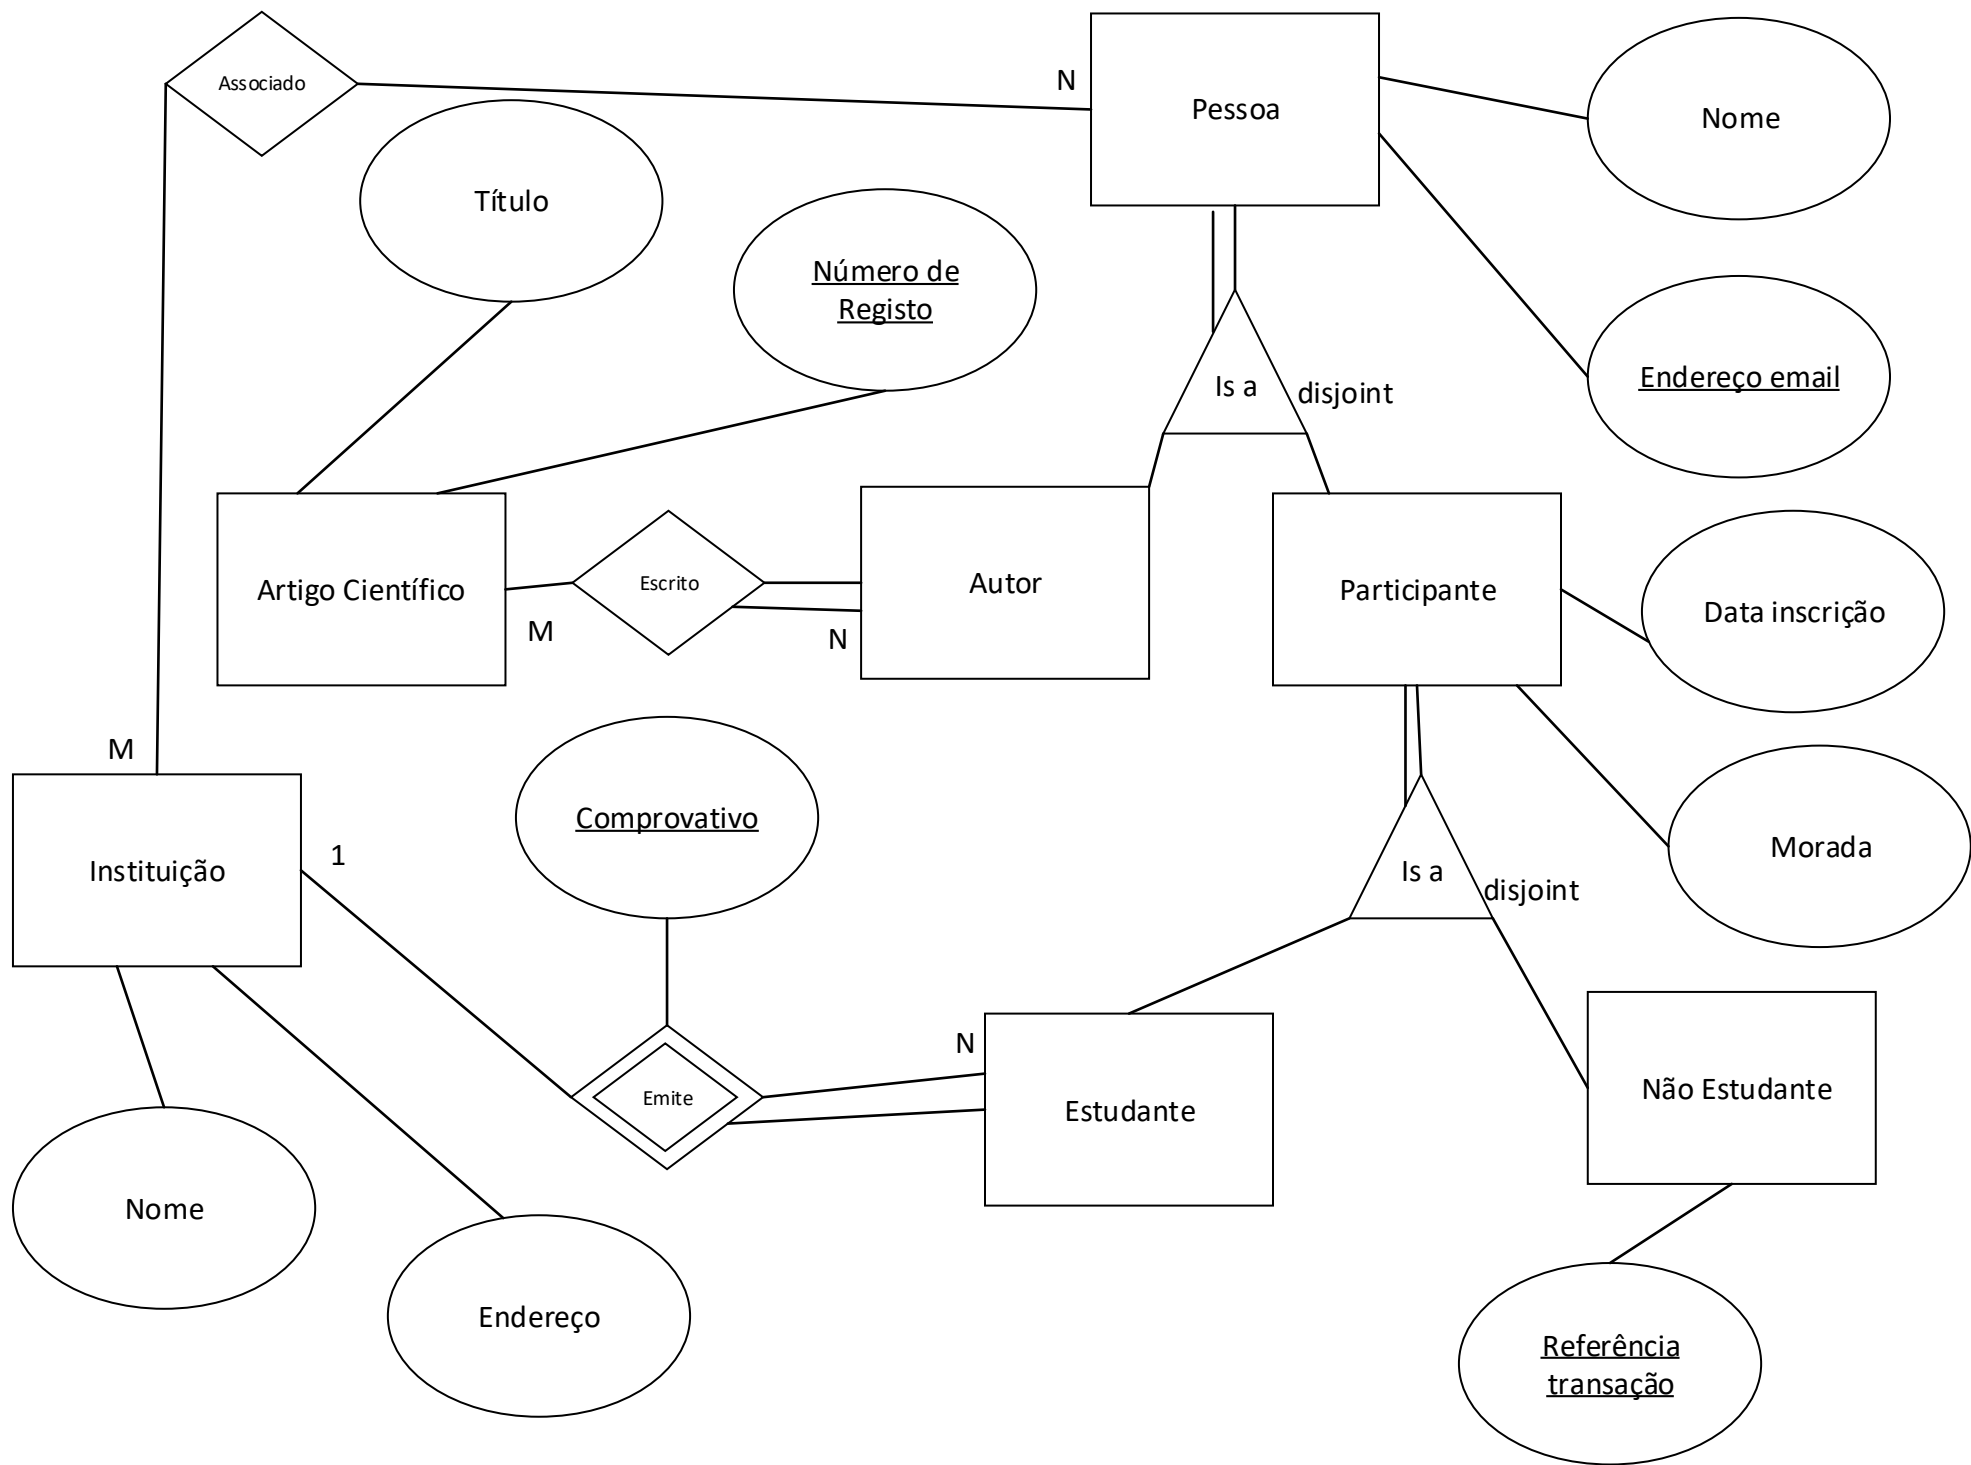 Associado
N
Pessoa
Nome
Título
Número de
Registo
Endereço email
Is a
disjoint
Artigo Científico
Escrito
Autor
Participante
Data inscrição
M
N
M
Comprovativo
Instituição
1
Is a
disjoint
Morada
N
Emite
Estudante
Não Estudante
Nome
Endereço
Referência
transação